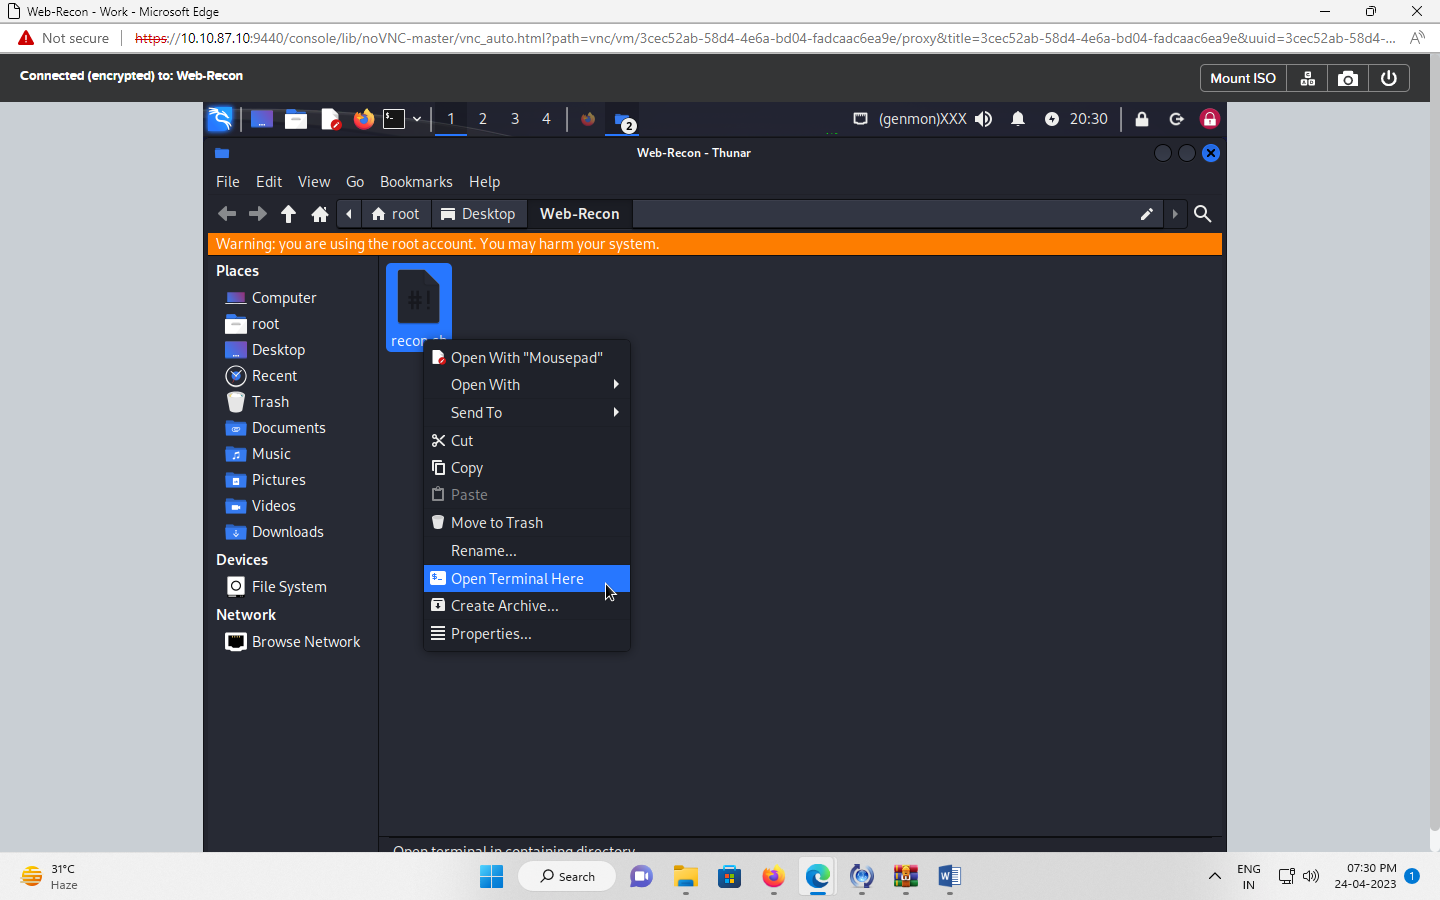 Web-Recon - Work - Microsoft Edge
Not secure
https://10.10.87.10:9440/console/lib/noVNC-master/vnc_auto.html?path=vnc/vm/3cec52ab-58d4-4e6a-bd04-fadcaac6ea9e/proxy&title=3cec52ab-58d4-4e6a-bd04-fadcaac6ea9e&uuid=3cec52ab-58d4-...
Connected (encrypted) to: Web-Recon
Mount ISO
1 2 3 4
2
(genmon)XXX
20:30
Web-Recon - Thunar
File Edit View Go Bookmarks Help
root Desktop Web-Recon
Warning: you are using the root account. You may harm your system.
Places
Computer
root
Desktop
Recent
Trash
Documents
Music
Pictures
Videos
Downloads
Devices
File System
Network
Browse Network
#!
Open With "Mousepad"
Open With
Send To
Cut
Copy
Paste
Move to Trash
Rename...
Open Terminal Here
Create Archive...
Properties...
Open terminal in containing directory
31°C
Haze
Search
ENG
IN
07:30 PM
24-04-2023
1